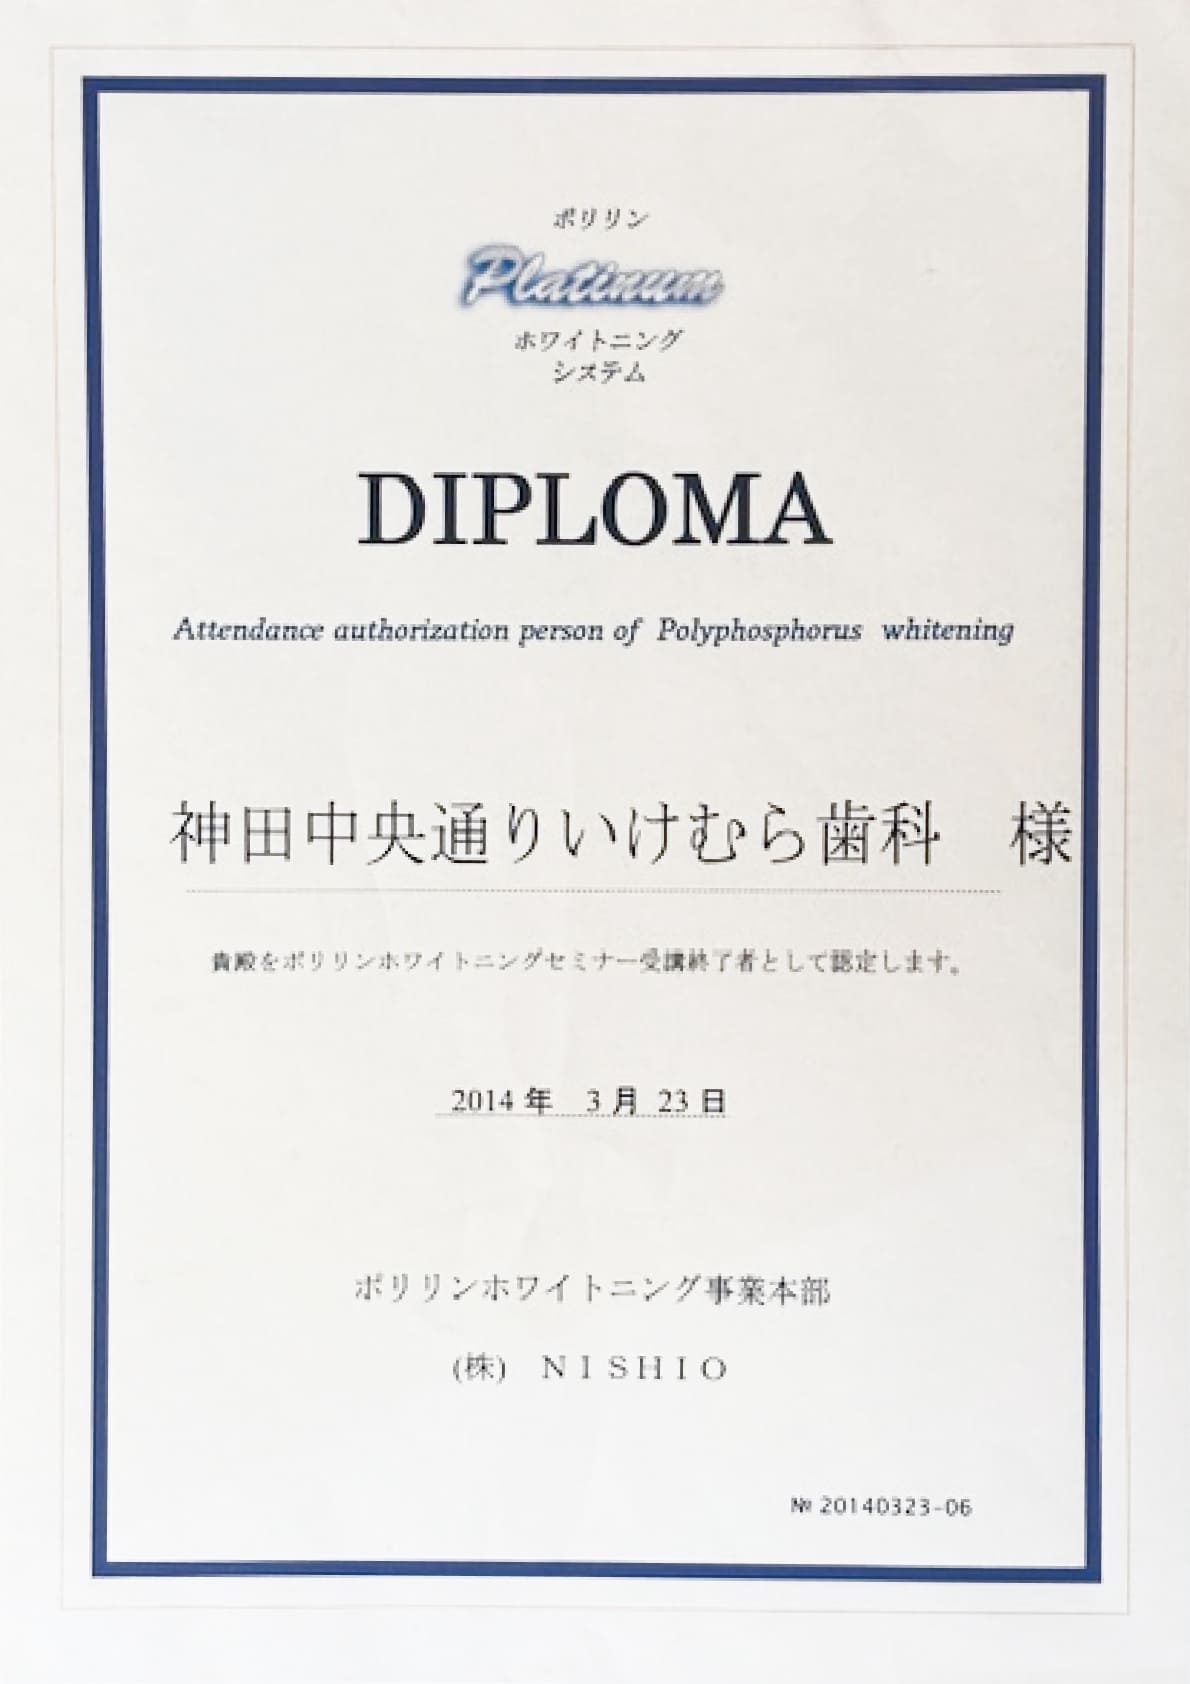 ポリリン
Platinum
ホワイトニング
システム
DIPLOMA
Attendance authorization person of Polyphosphorus whitening
神田中央通りいけむら歯科 様
貴殿をポリリンホワイトニングセミナー受講終了者として認定します。
2014 年 3 月 23 日
ポリリンホワイトニング事業本部
(株) ＮＩＳＨＩＯ
№ 20140323-06